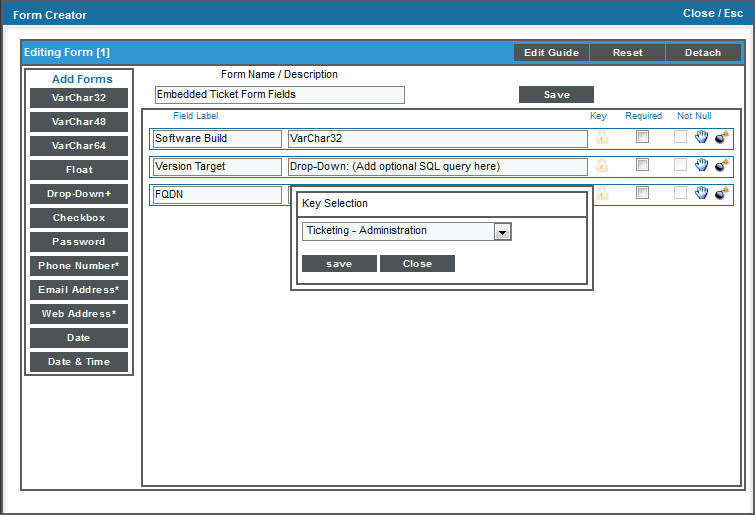 Form Creator Close / Esc
Editing Form [1] Edit Guide Reset Detach
Add Forms
VarChar32
VarChar48
VarChar64
Float
Drop-Down+
Checkbox
Password
Phone Number*
Email Address*
Web Address*
Date
Date & Time
Form Name / Description
Embedded Ticket Form Fields Save
Field Label Key Required Not Null
Software Build VarChar32
Version Target Drop-Down: (Add optional SQL query here)
FQDN
Key Selection
Ticketing - Administration
save Close